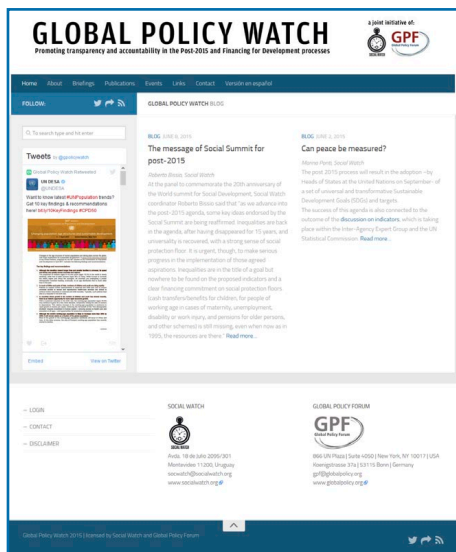 GLOBAL POLICY WATCH
Promoting transparency and accountability in the Post-2015 and Financing for Development processes
a joint initiative of:
GPF
Global Policy Forum
Home About Briefings Publications Events Links Contact Versión en español
FOLLOW:
GLOBAL POLICY WATCH BLOG
To search type and hit enter
Tweets by @gpolicywatch
Global Policy Watch Retweeted
UN DESA
@UNDESA
Want to know latest #UNPopulation trends?
Get 10 key findings & recommendations
here!
Embed View on Twitter
BLOG JUNE
The message of Social Summit for
post-2015
Roberto Bissio, Social Watch
At the panel to commemorate the 20th anniversary of
the World summit for Social Development, Social Watch
coordinator Roberto Bissio said that "as we advance into
the post-2015 agenda, some key ideas endorsed by the
Social Summit are being reaffirmed: Inequalities are in
the agenda, after having disappeared for 15 years, and
universality is recovered, with a strong sense of social
protection floor. It is urgent, though, to make serious
progress in the implementation of those agreed
aspirations. Inequalities are in the title of a goal but
nowhere to be found on the proposed indicators and a
clear financing commitment on social protection floors
(cash transfers/benefits for children, for people of
working age in cases of maternity, unemployment,
disability or work injury, and pensions for older persons,
and other schemes) is still missing, even when now as in
1995, the resources are there." Read more...
BLOG JUNE 2, 2015
Can peace be measured?
Social Watch
The post 2015 process will result in the adoption -by
Heads of States at the United Nations on September- of
a set of universal and transformative Sustainable
Development Goals (SDGs) and targets.
The success of this agenda is also connected to the
outcome of the discussion on indicators, which is taking
place within the Inter-Agency Expert Group and the UN
Statistical Commission. Read more...
– LOGIN
– CONTACT
– DISCLAIMER
SOCIAL WATCH
Avda. 18 de Julio 2095/301
Montevideo 11200, Uruguay
socwatch@socialwatch.org
www.socialwatch.org
GLOBAL POLICY FORUM
GPF
Global Policy Forum
866 UN Plaza | Suite 4050 | New York, NY 10017 | USA
Koenigstrasse 37a | 53115 Bonn | Germany
gpf@globalpolicy.org
www.globalpolicy.org
Global Policy Watch 2015 | licensed by Social Watch and Global Policy Forum